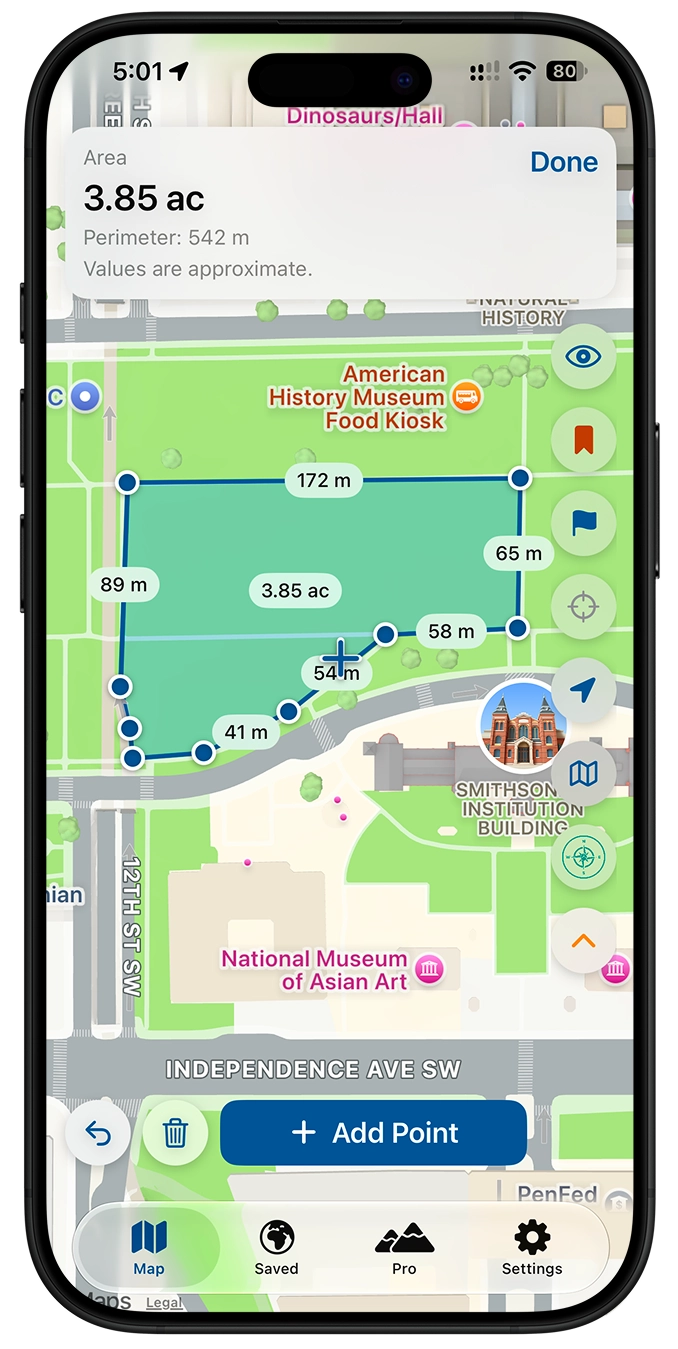 5:01
80
Dinosaurs/Hall
Area
Done
3.85 ac
Perimeter: 542 m
Values are approximate.
NATURAL
HISTORY
American
History Museum
Food Kiosk
C
172 m
65 m
89 m
3.85 ac
58 m
54 m
41 m
SMITHSON
INSTITUTION
BUILDING
nian
12TH ST SW
National Museum
of Asian Art
INDEPENDENCE AVE SW
+ Add Point
PenFed
Map
Saved
Pro
Settings
Maps
Legal